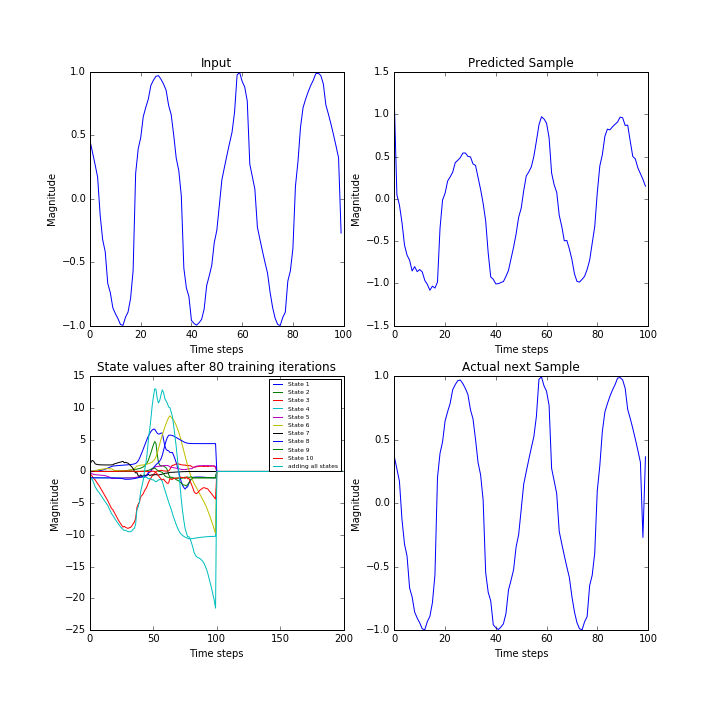 Input
1.0
0.5
0.0
−0.5
−1.0
Magnitude
0
20
40
60
80
100
Time steps
Predicted Sample
1.5
1.0
0.5
0.0
−0.5
−1.0
−1.5
Magnitude
0
20
40
60
80
100
Time steps
State values after 80 training iterations
15
10
5
0
−5
−10
−15
−20
−25
Magnitude
0
50
100
150
200
Time steps
State 1
State 2
State 3
State 4
State 5
State 6
State 7
State 8
State 9
State 10
adding all states
Actual next Sample
1.0
0.5
0.0
−0.5
−1.0
Magnitude
0
20
40
60
80
100
Time steps